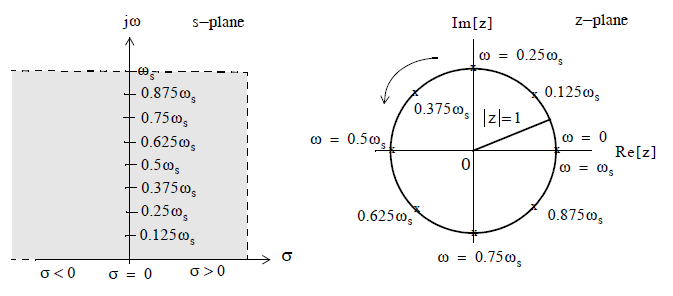 jω
s-plane
ωs
0.875ωs
0.75ωs
0.625ωs
0.5ωs
0.375ωs
0.25ωs
0.125ωs
σ
σ<0
σ = 0
σ>0
Im[z]
z-plane
ω = 0.25ωs
0.125ωs
0.375ωs
|z|=1
ω = 0.5ωs
ω = 0
0
Re[z]
ω = ωs
0.625ωs
0.875ωs
ω = 0.75ωs